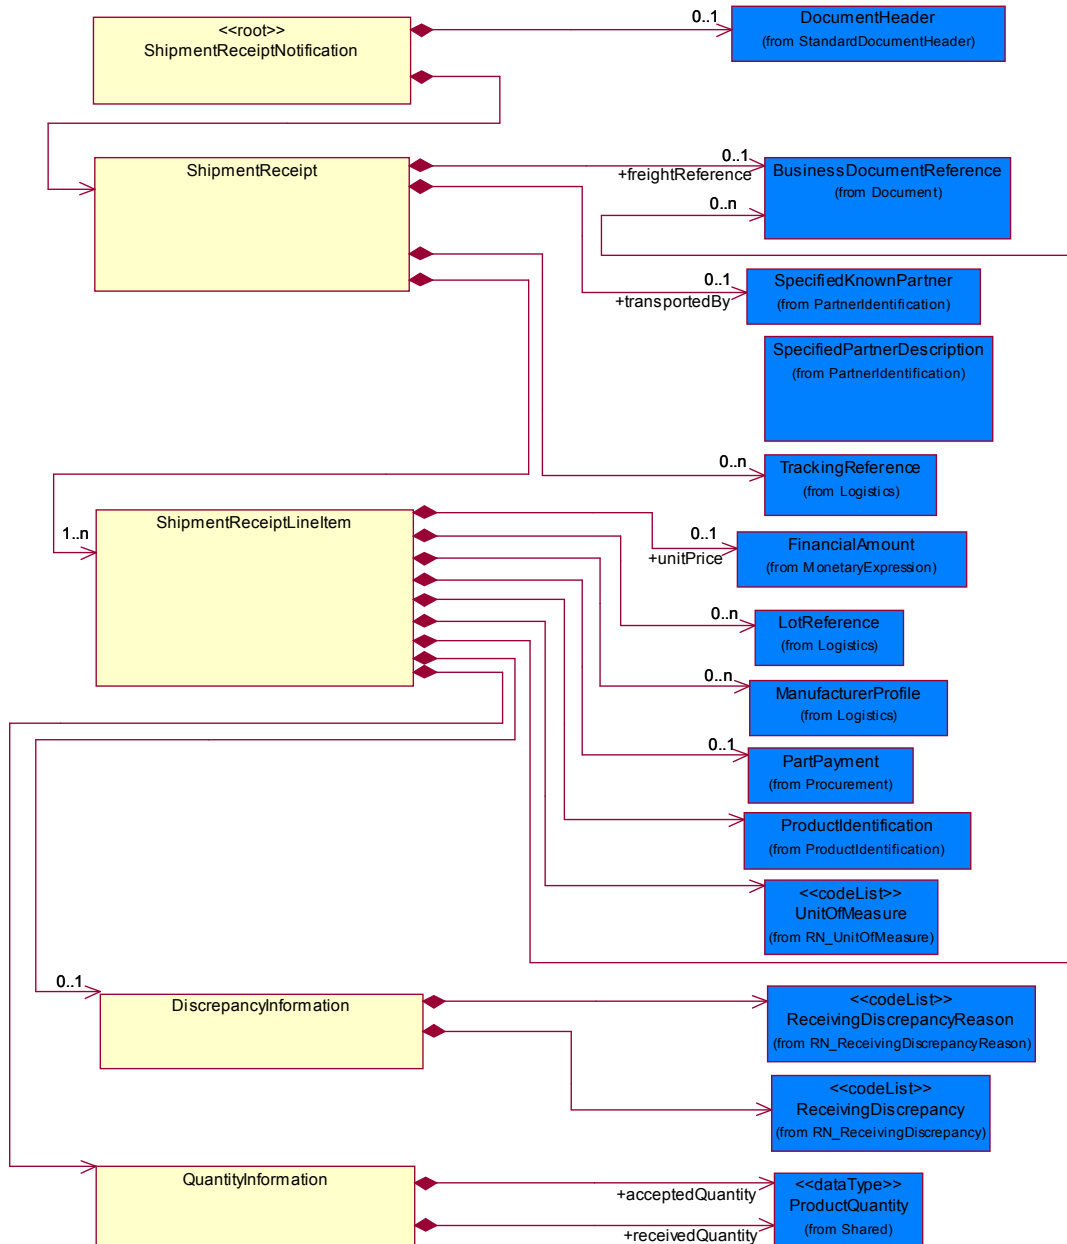 <<root>>
ShipmentReceiptNotification
0..1
DocumentHeader
(from StandardDocumentHeader)
ShipmentReceipt
0..1
+freightReference
BusinessDocumentReference
(from Document)
0..n
0..1
+transportedBy
SpecifiedKnownPartner
(from PartnerIdentification)
SpecifiedPartnerDescription
(from PartnerIdentification)
0..n
TrackingReference
(from Logistics)
1..n
ShipmentReceiptLineItem
0..1
+unitPrice
FinancialAmount
(from MonetaryExpression)
0..n
LotReference
(from Logistics)
0..n
ManufacturerProfile
(from Logistics)
0..1
PartPayment
(from Procurement)
ProductIdentification
(from ProductIdentification)
<<codeList>>
UnitOfMeasure
(from RN_UnitOfMeasure)
0..1
DiscrepancyInformation
<<codeList>>
ReceivingDiscrepancyReason
(from RN_ReceivingDiscrepancyReason)
<<codeList>>
ReceivingDiscrepancy
(from RN_ReceivingDiscrepancy)
QuantityInformation
+acceptedQuantity
<<dataType>>
ProductQuantity
(from Shared)
+receivedQuantity